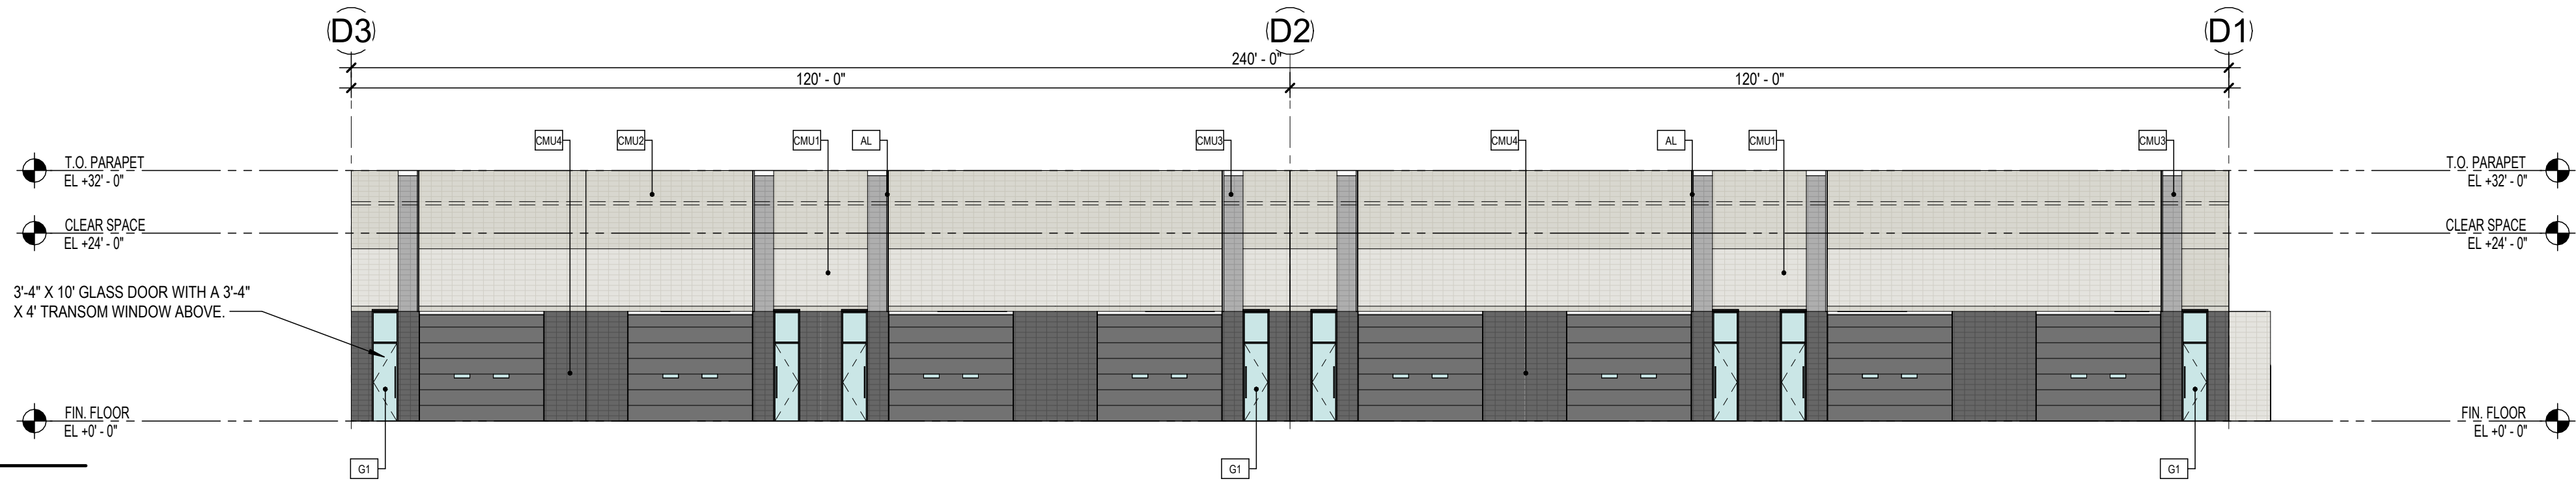 D3
D2
D1
240' - 0"
120' - 0"
120' - 0"
CMU4
CMU2
CMU1
AL
CMU3
CMU4
AL
CMU1
CMU3
T.O. PARAPET
EL +32' - 0"
T.O. PARAPET
EL +32' - 0"
CLEAR SPACE
EL +24' - 0"
CLEAR SPACE
EL +24' - 0"
3'-4" X 10' GLASS DOOR WITH A 3'-4"
X 4' TRANSOM WINDOW ABOVE.
FIN. FLOOR
EL +0' - 0"
FIN. FLOOR
EL +0' - 0"
G1
G1
G1